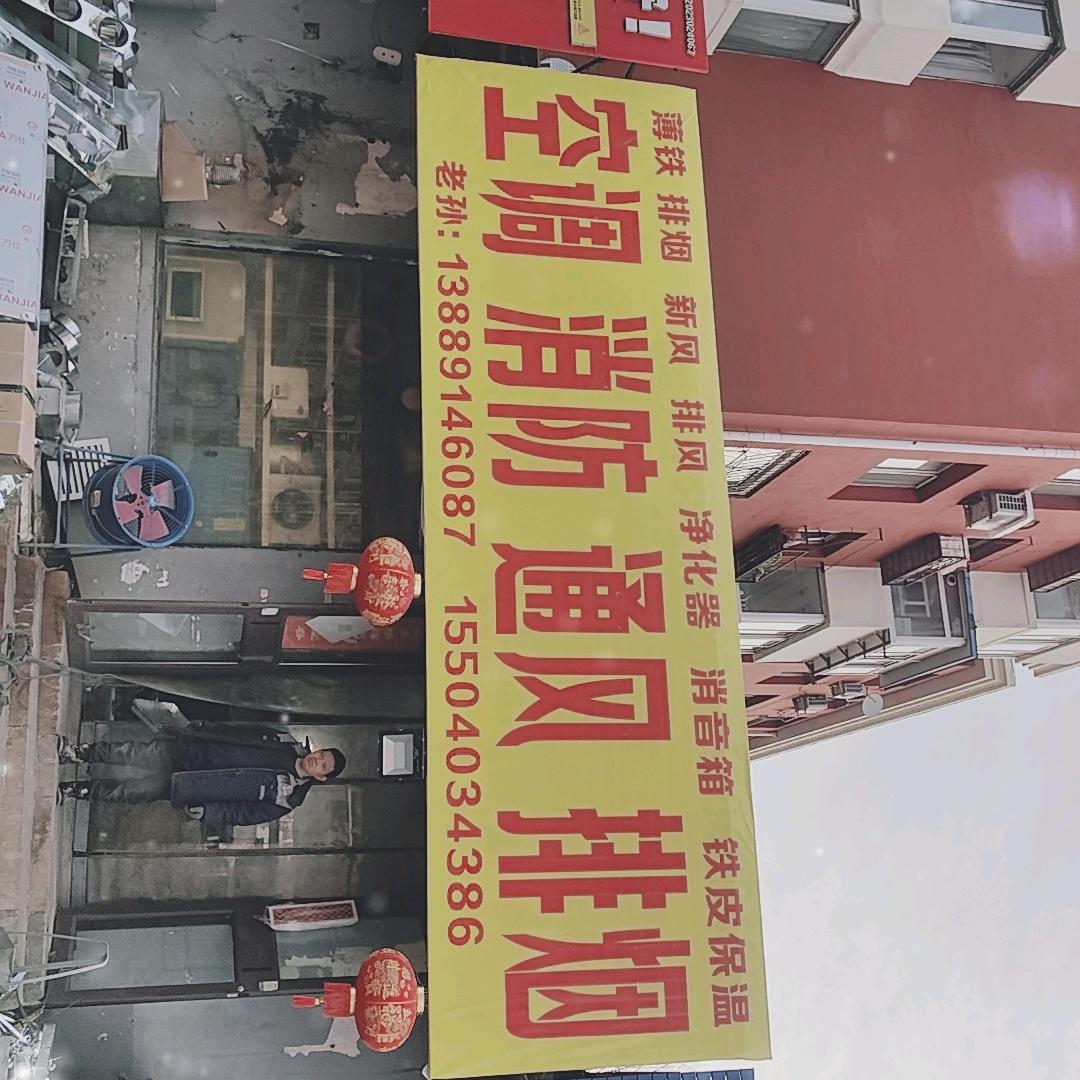 薄铁 排烟 新风 排风 净化器 消音箱 铁皮保温
空调 消防 通风 排烟
老孙：13889146087 15504034386
WANJIA